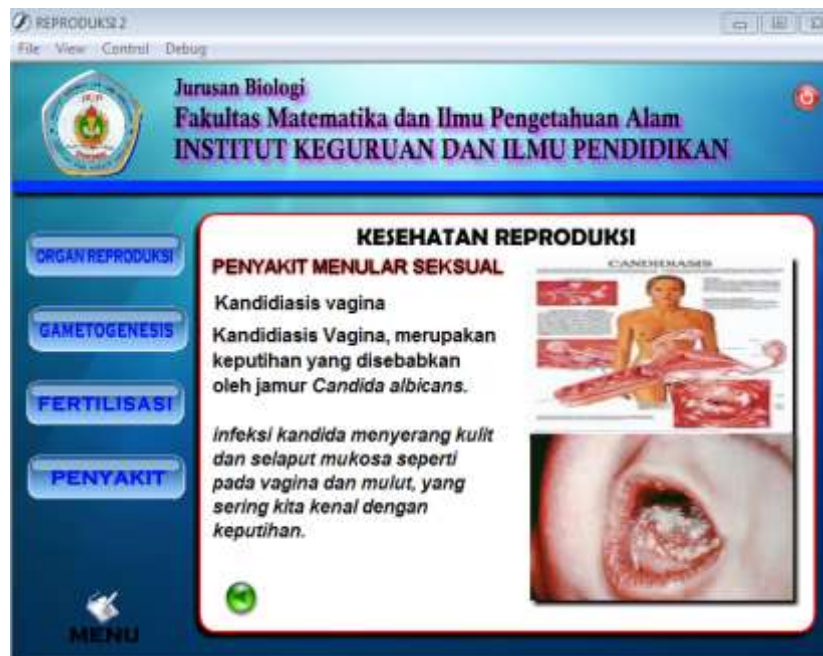 REPRODUKSI 2
File View Control Debug
Jurusan Biologi
Fakultas Matematika dan Ilmu Pengetahuan Alam
INSTITUT KEGURUAN DAN ILMU PENDIDIKAN
ORGAN REPRODUKSI
GAMETOGENESIS
FERTILISASI
PENYAKIT
MENU
KESEHATAN REPRODUKSI
PENYAKIT MENULAR SEKSUAL
Kandidiasis vagina
Kandidiasis Vagina, merupakan
keputihan yang disebabkan
oleh jamur Candida albicans.
infeksi kandida menyerang kulit
dan selaput mukosa seperti
pada vagina dan mulut, yang
sering kita kenal dengan
keputihan.
CANDIDIASIS